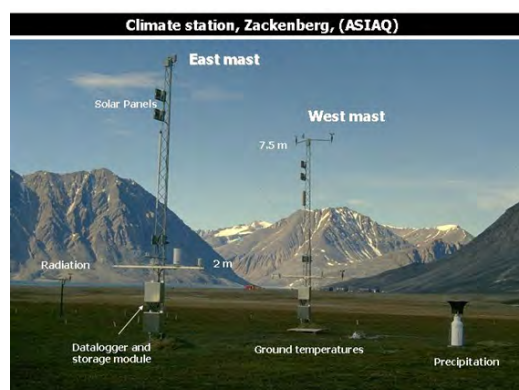 Climate station, Zackenberg, (ASIAQ)
East mast
Solar Panels
West mast
7,5 m
Radiation
2 m
Datalogger and
storage module
Ground temperatures
Precipitation